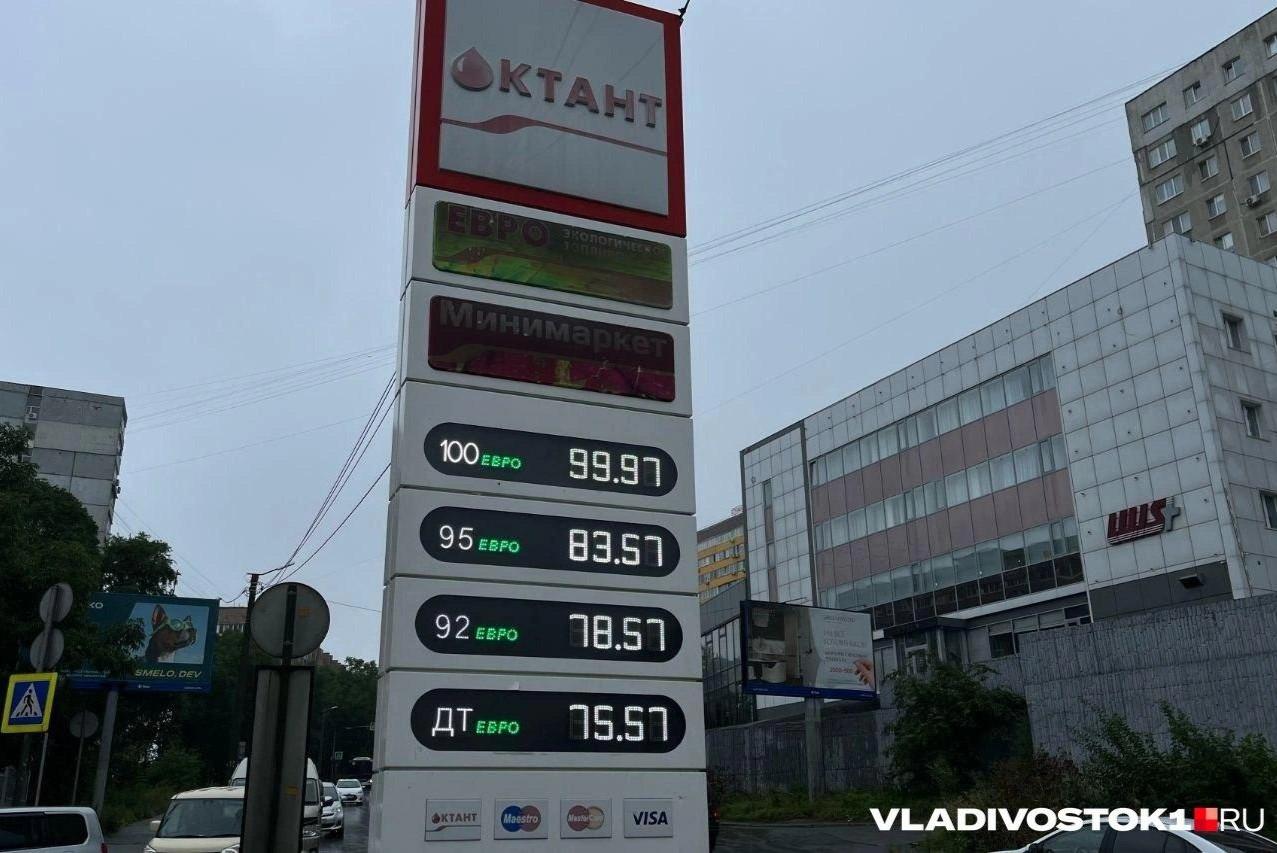 ОКТАНТ
ЕВРО ЭКОЛОГИЧЕСКОЕ
Минимаркет
100 ЕВРО 99.97
95 ЕВРО 83.57
92 ЕВРО 78.57
ДТ ЕВРО 75.57
ОКТАНТ Maestro MasterCard VISA
SMELO.DEV
VLADIVOSTOK1.RU